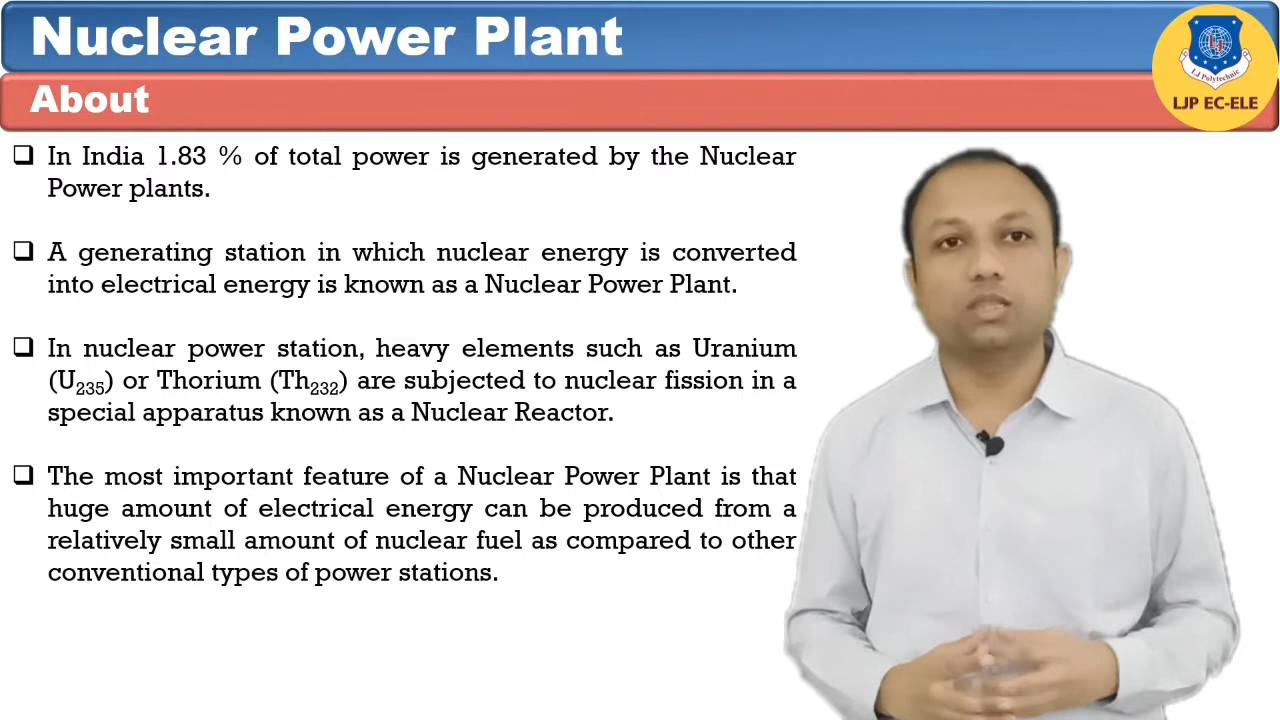 Nuclear Power Plant
About
LJ Polytechnic
LJP EC-ELE
❑ In India 1.83 % of total power is generated by the Nuclear
Power plants.
❑ A generating station in which nuclear energy is converted
into electrical energy is known as a Nuclear Power Plant.
❑ In nuclear power station, heavy elements such as Uranium
(U₂₃₅) or Thorium (Th₂₃₂) are subjected to nuclear fission in a
special apparatus known as a Nuclear Reactor.
❑ The most important feature of a Nuclear Power Plant is that
huge amount of electrical energy can be produced from a
relatively small amount of nuclear fuel as compared to other
conventional types of power stations.